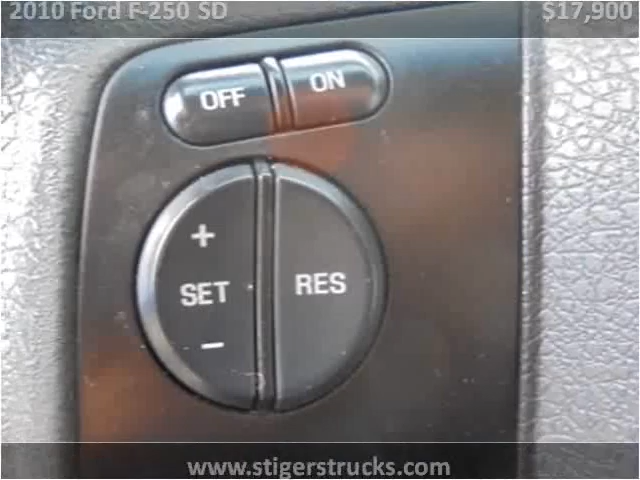 2010 Ford F-250 SD $17,900
OFF ON
+
SET RES
-
www.stigerstrucks.com